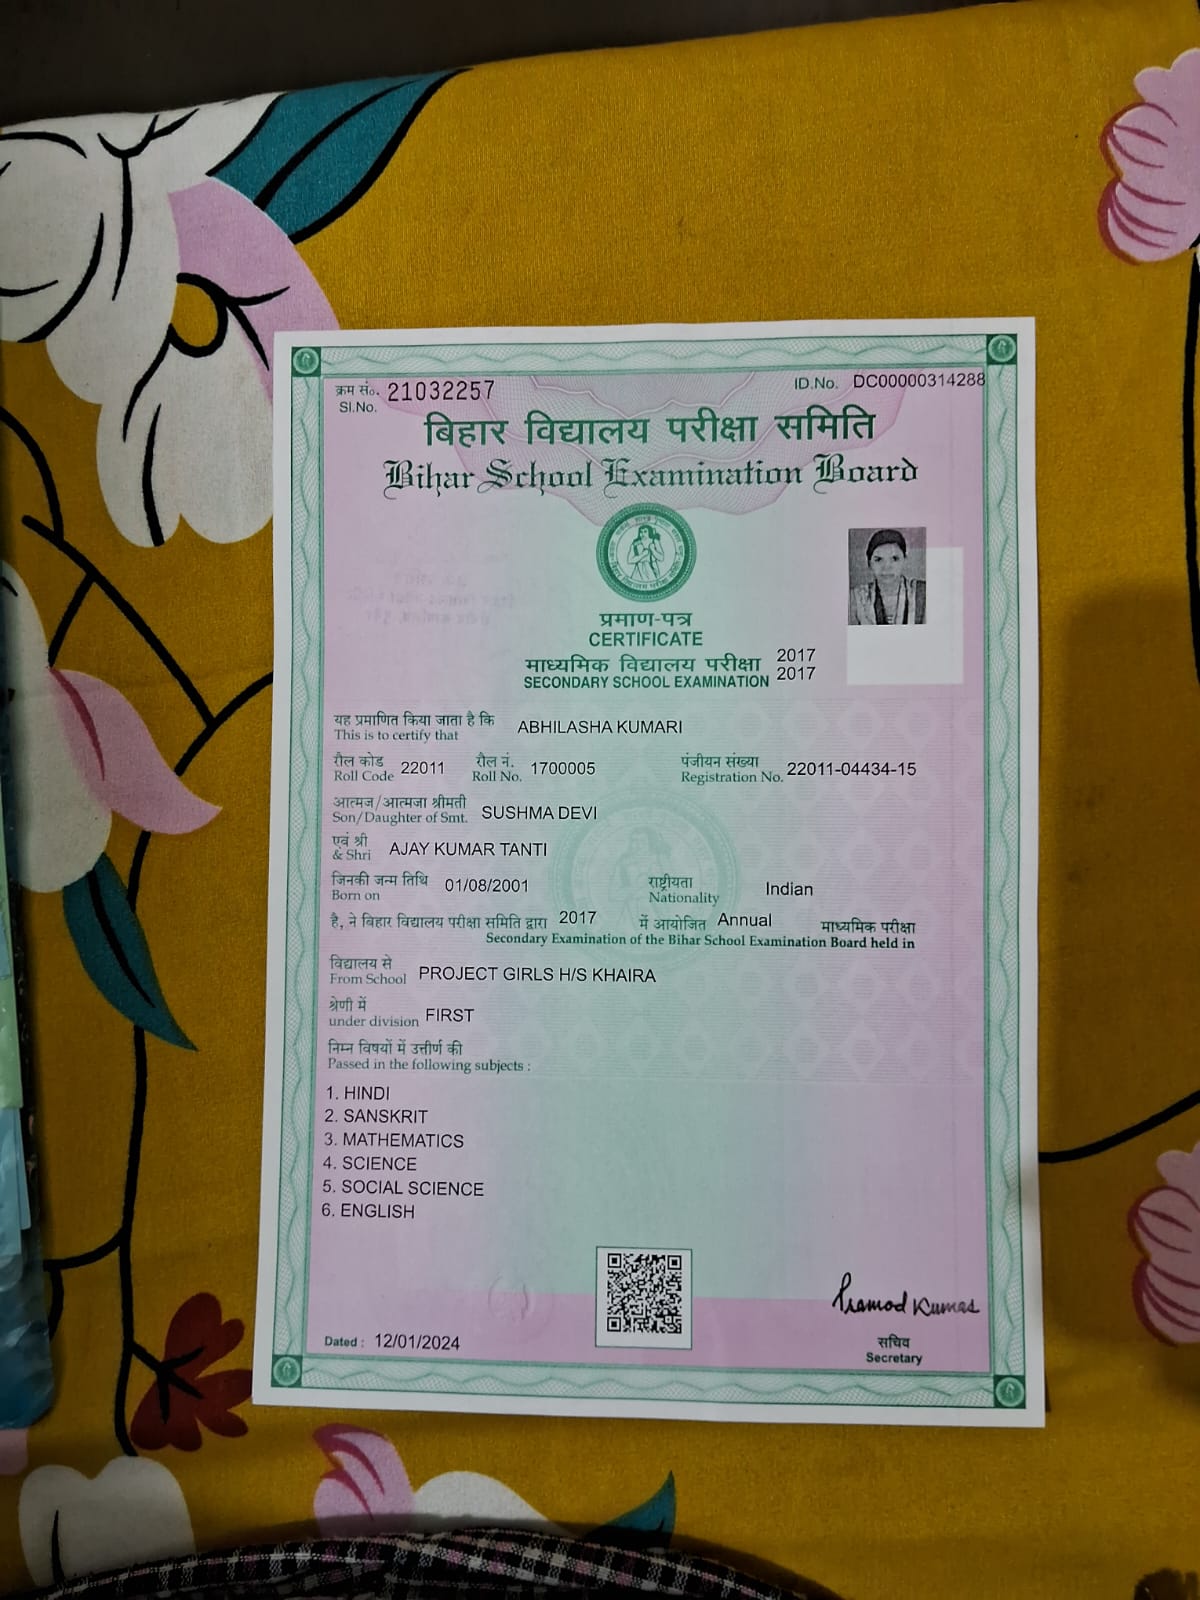 क्रम सं०. 21032257
Sl.No.
ID.No. DC00000314288
बिहार विद्यालय परीक्षा समिति
Bihar School Examination Board
प्रमाण-पत्र
CERTIFICATE
माध्यमिक विद्यालय परीक्षा 2017
SECONDARY SCHOOL EXAMINATION 2017
यह प्रमाणित किया जाता है कि
This is to certify that ABHILASHA KUMARI
रौल कोड रौल नं. पंजीयन संख्या
Roll Code 22011 Roll No. 1700005 Registration No. 22011-04434-15
आत्मज/आत्मजा श्रीमती
Son/Daughter of Smt. SUSHMA DEVI
एवं श्री
& Shri AJAY KUMAR TANTI
जिनकी जन्म तिथि 01/08/2001 राष्ट्रीयता Indian
Born on Nationality
है, ने बिहार विद्यालय परीक्षा समिति द्वारा 2017 में आयोजित Annual माध्यमिक परीक्षा
Secondary Examination of the Bihar School Examination Board held in
विद्यालय से
From School PROJECT GIRLS H/S KHAIRA
श्रेणी में
under division FIRST
निम्न विषयों में उत्तीर्ण की
Passed in the following subjects :
1. HINDI
2. SANSKRIT
3. MATHEMATICS
4. SCIENCE
5. SOCIAL SCIENCE
6. ENGLISH
Pramod Kumar
Dated : 12/01/2024
सचिव
Secretary